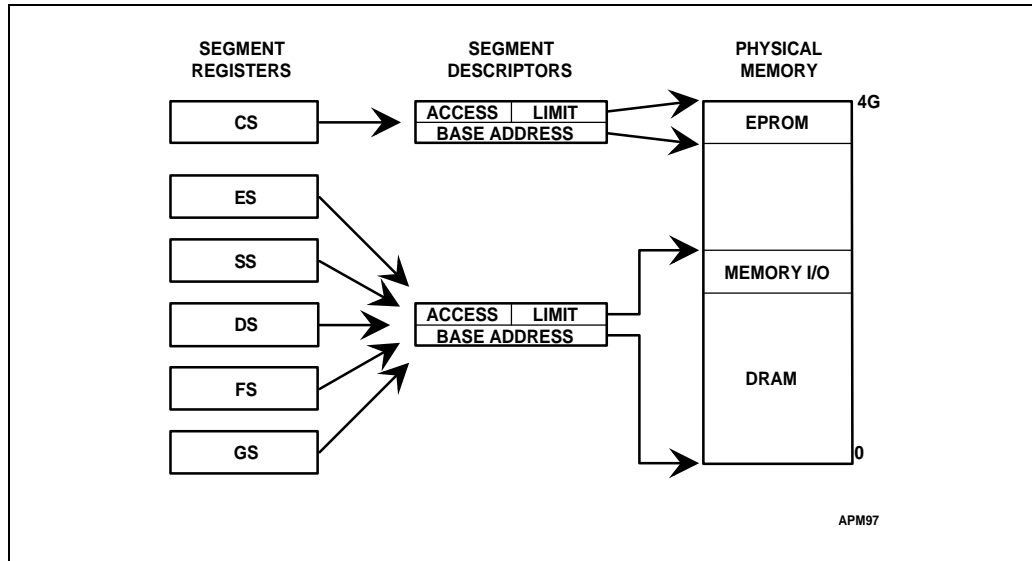 SEGMENT REGISTERS
SEGMENT DESCRIPTORS
PHYSICAL MEMORY
CS
ACCESS LIMIT
BASE ADDRESS
4G
EPROM
ES
SS
DS
FS
GS
ACCESS LIMIT
BASE ADDRESS
MEMORY I/O
DRAM
0
APM97